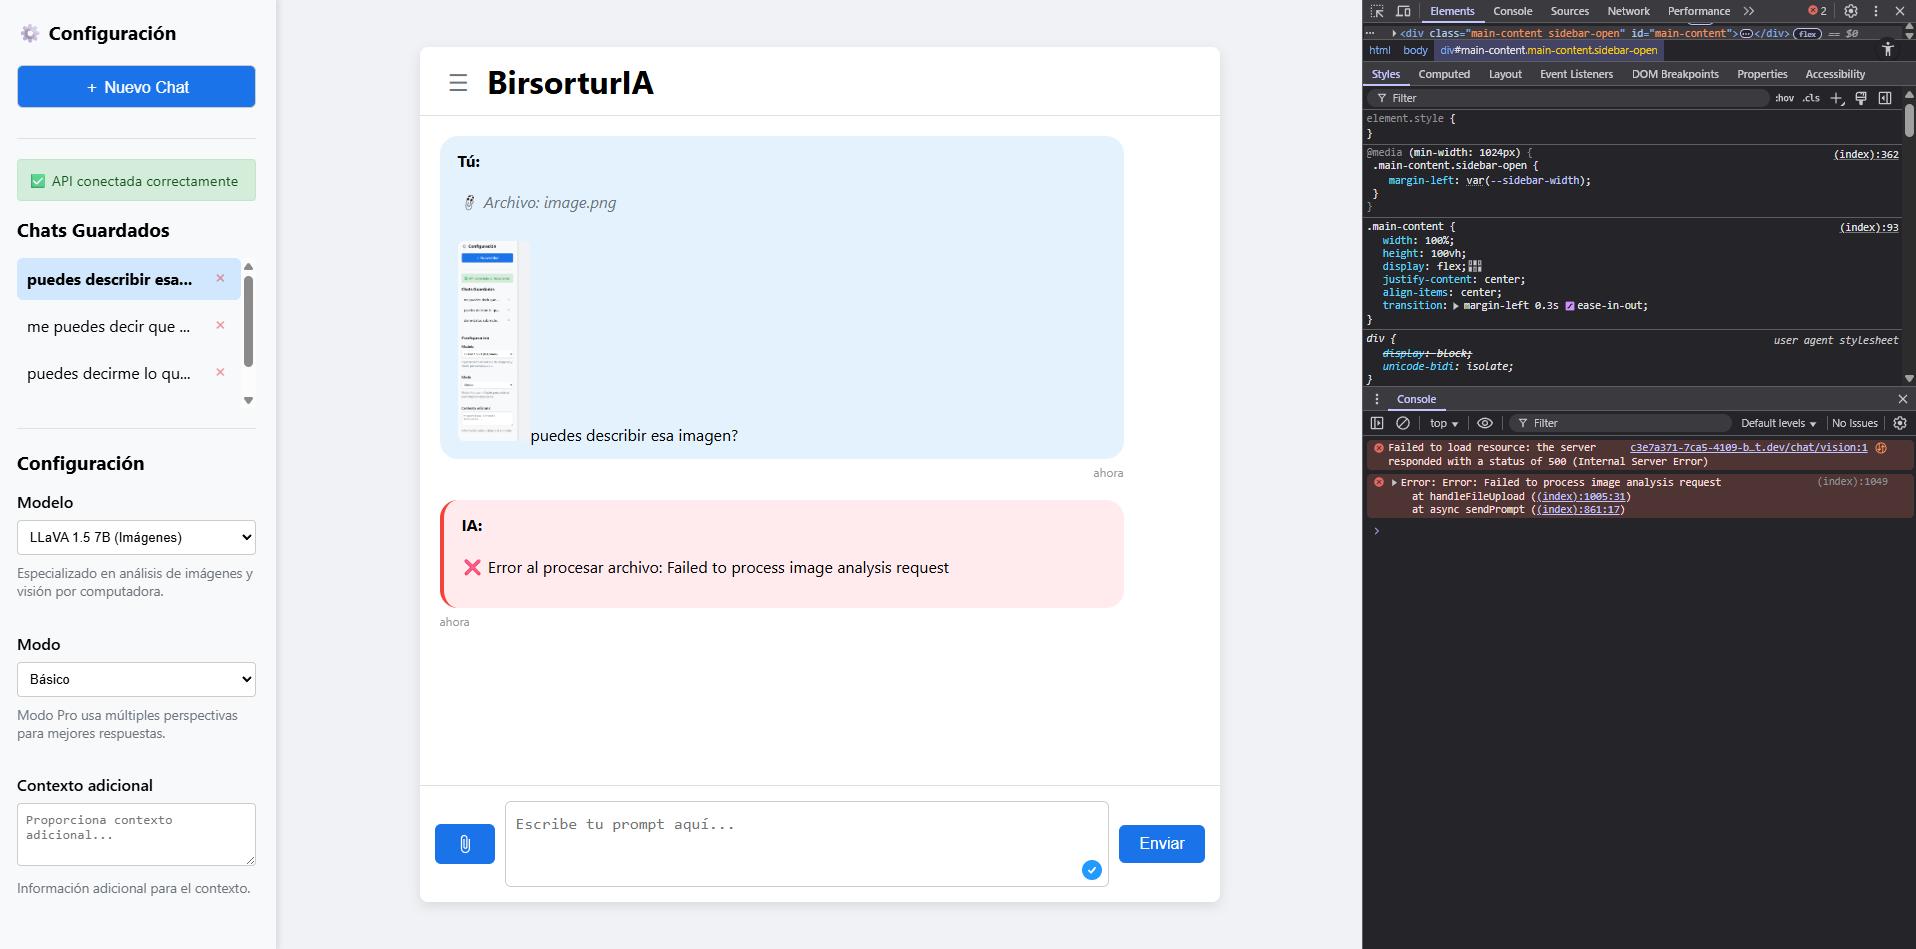 Configuración
+ Nuevo Chat
API conectada correctamente
Chats Guardados
puedes describir esa... ×
me puedes decir que ... ×
puedes decirme lo qu... ×
Configuración
Modelo
LLaVA 1.5 7B (Imágenes)
Especializado en análisis de imágenes y
visión por computadora.
Modo
Básico
Modo Pro usa múltiples perspectivas
para mejores respuestas.
Contexto adicional
Proporciona contexto
adicional...
Información adicional para el contexto.
☰ BirsorturIA
Tú:
Archivo: image.png
Configuración
Chats Guardados
Configuración
Modelo
Modo
Contexto adicional
puedes describir esa imagen?
ahora
IA:
❌ Error al procesar archivo: Failed to process image analysis request
ahora
Escribe tu prompt aquí...
Enviar
Elements Console Sources Network Performance 2
<div class="main-content sidebar-open" id="main-content"> </div> flex == $0
html body div#main-content.main-content.sidebar-open
Styles Computed Layout Event Listeners DOM Breakpoints Properties Accessibility
Filter :hov .cls
element.style {
}
@media (min-width: 1024px) { (index):362
.main-content.sidebar-open {
margin-left: var(--sidebar-width);
}
}
.main-content { (index):93
width: 100%;
height: 100vh;
display: flex;
justify-content: center;
align-items: center;
transition: margin-left 0.3s ease-in-out;
}
div { user agent stylesheet
display: block;
unicode-bidi: isolate;
}
Console
top Filter Default levels No Issues
Failed to load resource: the server c3e7a371-7ca5-4109-b…t.dev/chat/vision:1
responded with a status of 500 (Internal Server Error)
Error: Error: Failed to process image analysis request (index):1049
at handleFileUpload ((index):1005:31)
at async sendPrompt ((index):861:17)